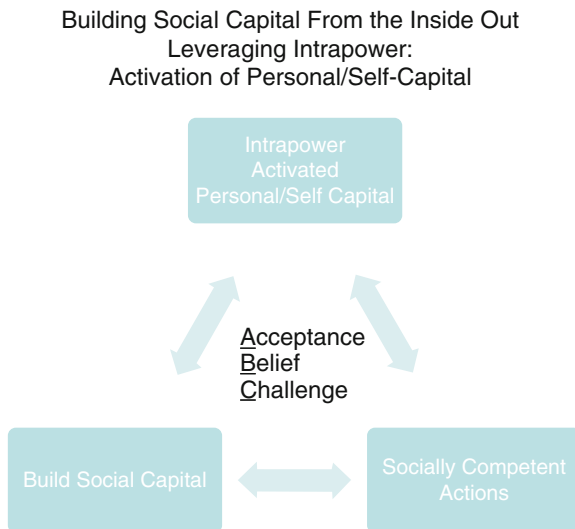 Building Social Capital From the Inside Out
Leveraging Intrapower:
Activation of Personal/Self-Capital
Intrapower
Activated
Personal/Self Capital
Acceptance
Belief
Challenge
Build Social Capital
Socially Competent
Actions